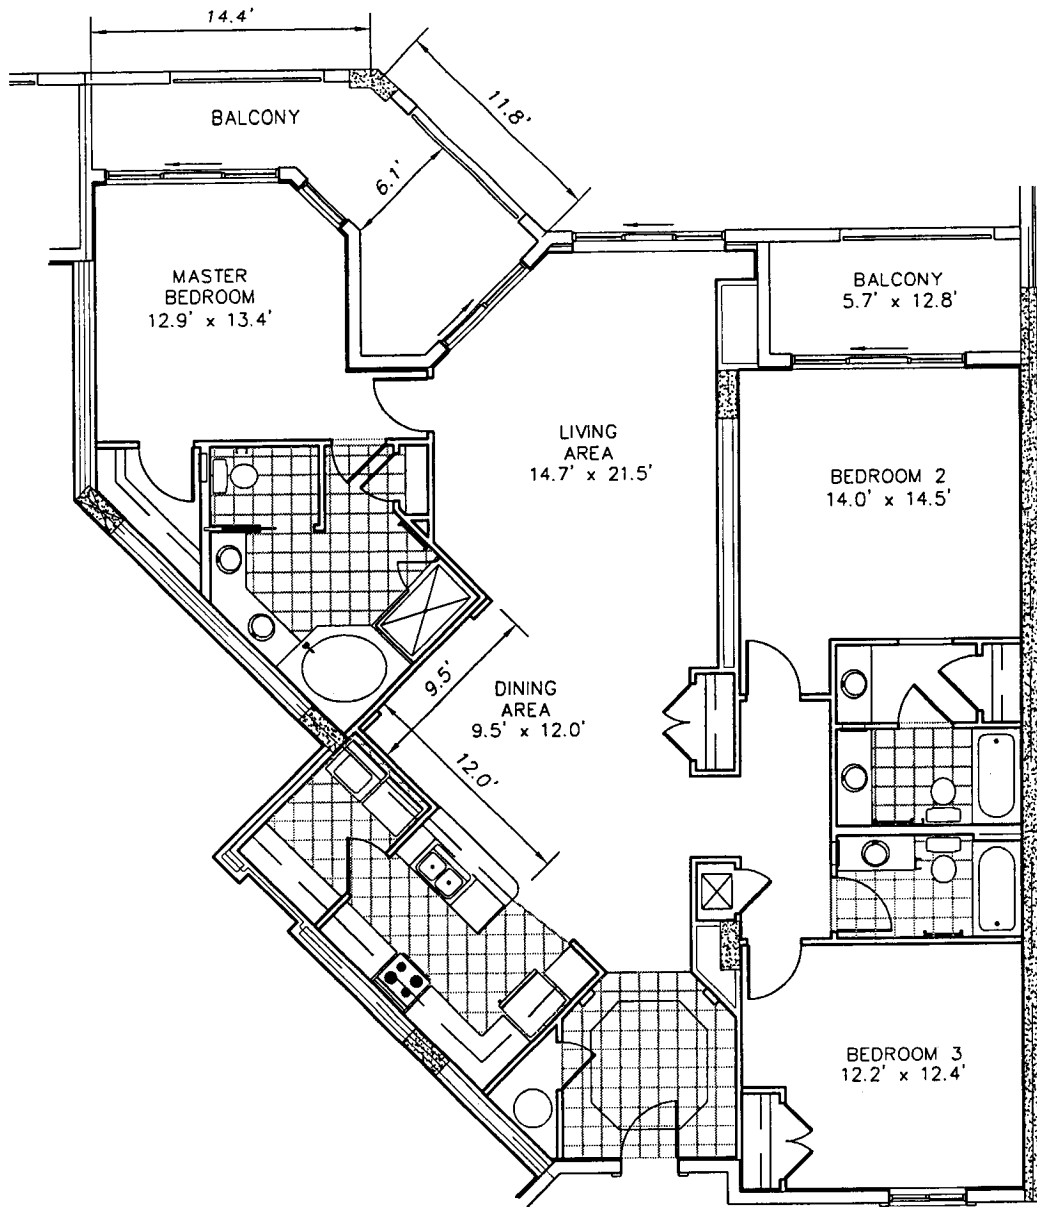 14.4'
11.8'
BALCONY
6.1'
MASTER
BEDROOM
12.9' x 13.4'
BALCONY
5.7' x 12.8'
LIVING
AREA
14.7' x 21.5'
BEDROOM 2
14.0' x 14.5'
9.5'
DINING
AREA
9.5' x 12.0'
12.0'
BEDROOM 3
12.2' x 12.4'